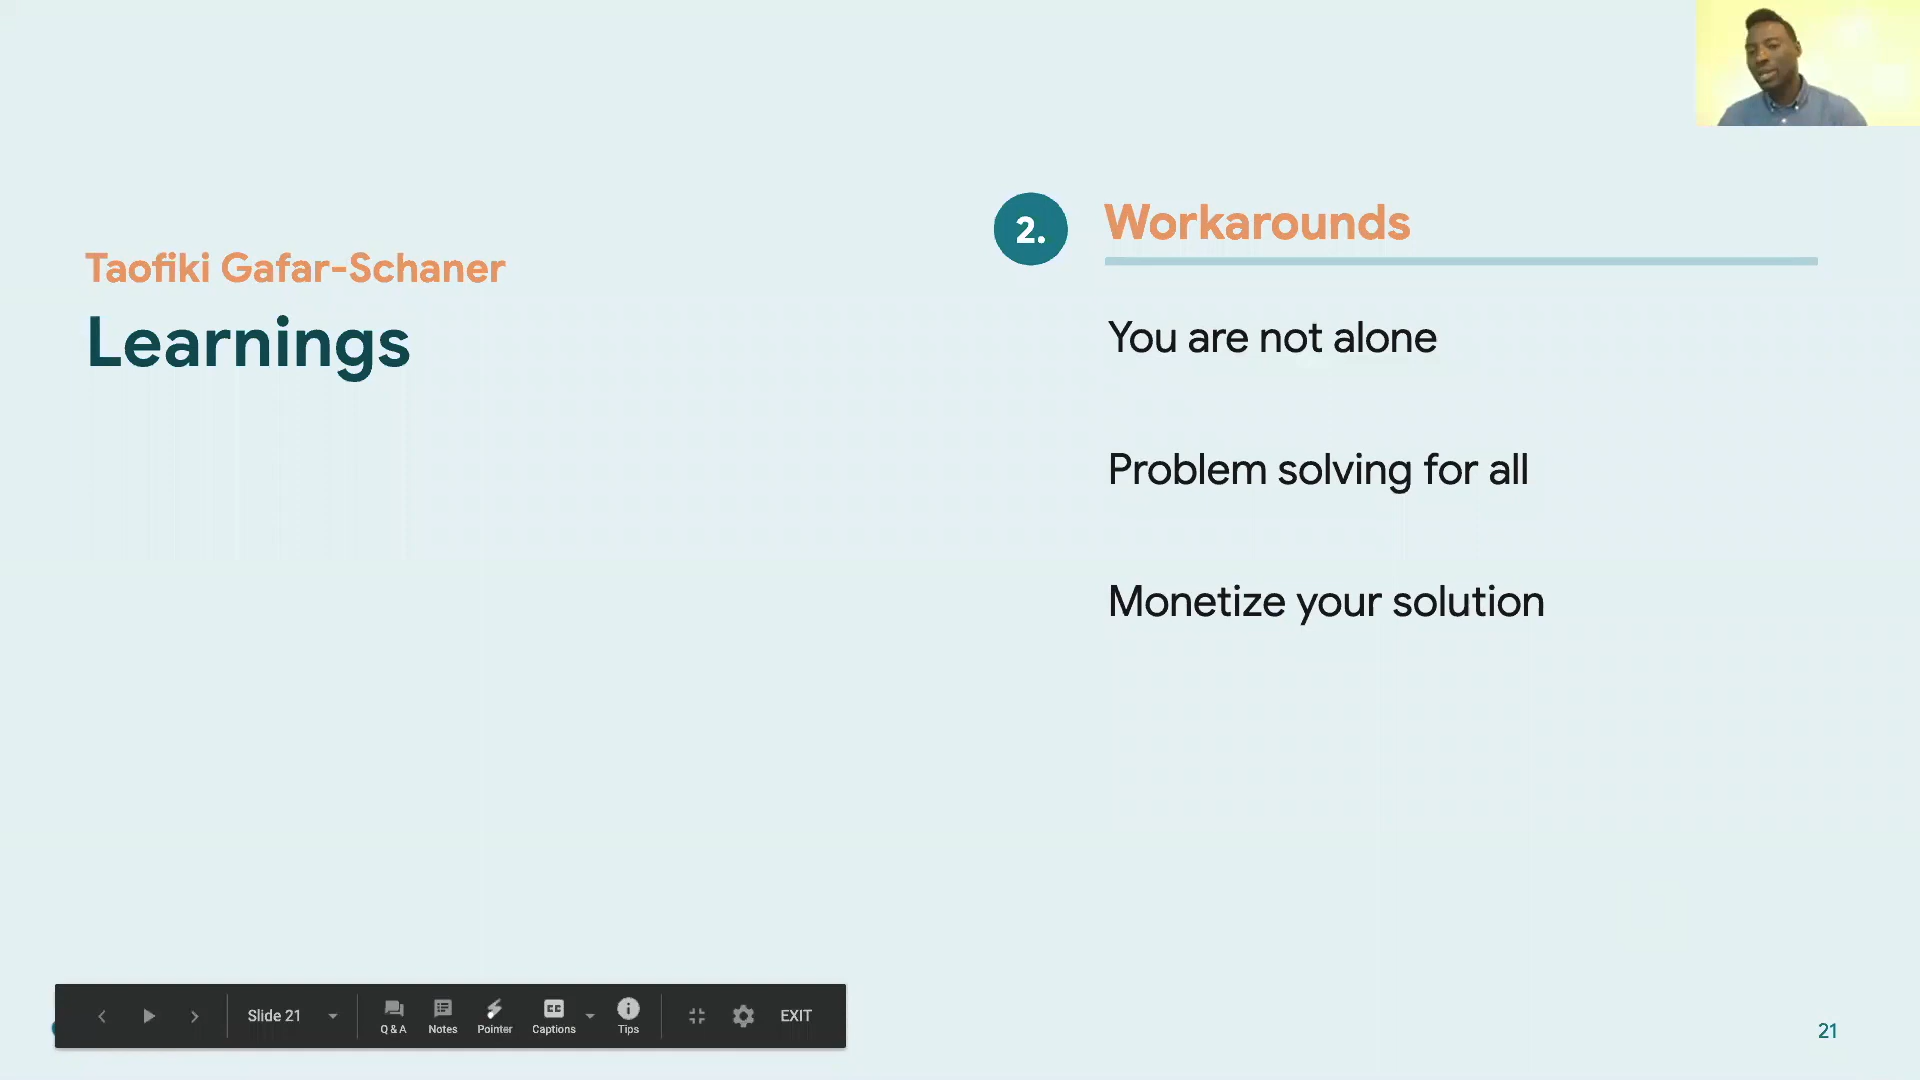 Taofiki Gafar-Schaner
Learnings
2. Workarounds
You are not alone
Problem solving for all
Monetize your solution
Slide 21
Q & A
Notes
Pointer
CC
Captions
Tips
EXIT
21